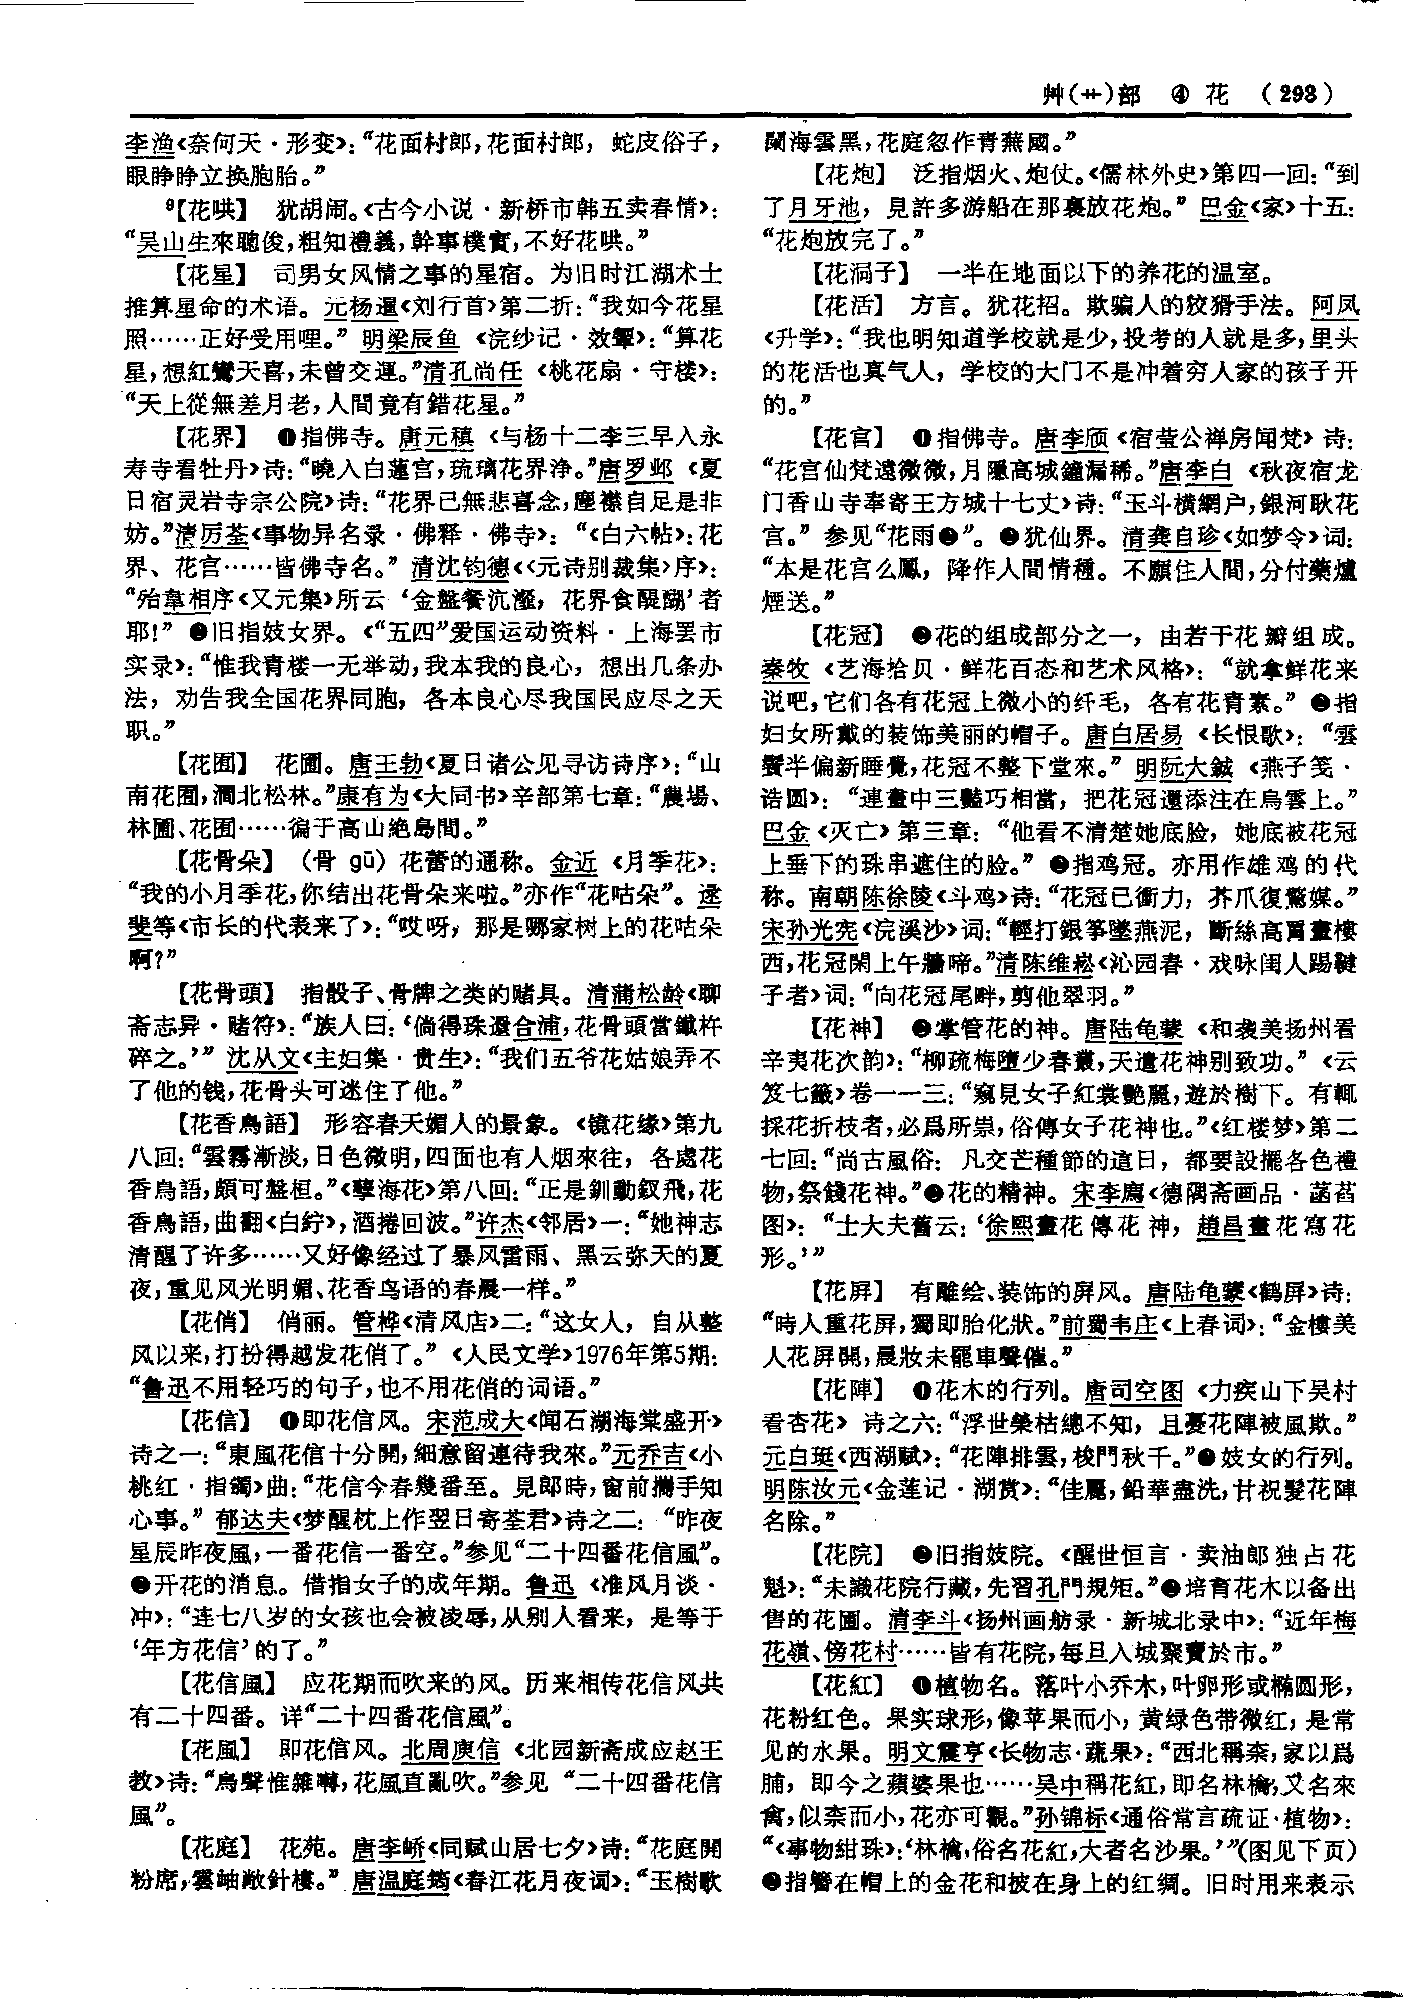 艸(艹)部　④　花　(293)
李渔《奈何天·形变》：“花面村郎，花面村郎，蛇皮俗子，
眼睁睁立换胞胎。”
⁹【花哄】　犹胡闹。《古今小说·新桥市韩五卖春情》：
“吴山生來聰俊，粗知禮義，幹事樸實，不好花哄。”
【花星】　司男女风情之事的星宿。为旧时江湖术士
推算星命的术语。元杨暹《刘行首》第二折：“我如今花星
照……正好受用哩。”明梁辰鱼《浣纱记·效颦》：“算花
星，想紅鸞天喜，未曾交運。”清孔尚任《桃花扇·守楼》：
“天上從無差月老，人間竟有錯花星。”
【花界】　❶指佛寺。唐元稹《与杨十二李三早入永
寿寺看牡丹》诗：“曉入白蓮宫，琉璃花界净。”唐罗邺《夏
日宿灵岩寺宗公院》诗：“花界已無悲喜念，塵襟自足是非
妨。”清厉荃《事物异名录·佛释·佛寺》：“《白六帖》：花
界、花宫……皆佛寺名。”清沈钧德《〈元诗别裁集〉序》：
“殆韋相序《又元集》所云‘金盤餐沆瀣，花界食醍醐’者
耶！”❷旧指妓女界。《“五四”爱国运动资料·上海罢市
实录》：“惟我青楼一无举动，我本我的良心，想出几条办
法，劝告我全国花界同胞，各本良心尽我国民应尽之天
职。”
【花囿】　花圃。唐王勃《夏日诸公见寻访诗序》：“山
南花囿，澗北松林。”康有为《大同书》辛部第七章：“農場、
林圃、花囿……徧于高山絶島間。”
【花骨朵】　(骨 gū) 花蕾的通称。金近《月季花》：
“我的小月季花，你结出花骨朵来啦。”亦作“花咕朵”。逯
斐等《市长的代表来了》：“哎呀，那是哪家树上的花咕朵
啊？”
【花骨頭】　指骰子、骨牌之类的赌具。清蒲松龄《聊
斋志异·赌符》：“族人曰：‘倘得珠還合浦，花骨頭當鐵杵
碎之。’”沈从文《主妇集·贵生》：“我们五爷花姑娘弄不
了他的钱，花骨头可迷住了他。”
【花香鳥語】　形容春天媚人的景象。《镜花缘》第九
八回：“雲霧漸淡，日色微明，四面也有人烟來往，各處花
香鳥語，頗可盤桓。”《孽海花》第八回：“正是釧動釵飛，花
香鳥語，曲翻《白紵》，酒捲回波。”许杰《邻居》一：“她神志
清醒了许多……又好像经过了暴风雷雨、黑云弥天的夏
夜，重见风光明媚、花香鸟语的春晨一样。”
【花俏】　俏丽。管桦《清风店》二：“这女人，自从整
风以来，打扮得越发花俏了。”《人民文学》1976年第5期：
“鲁迅不用轻巧的句子，也不用花俏的词语。”
【花信】　❶即花信风。宋范成大《闻石湖海棠盛开》
诗之一：“東風花信十分開，細意留連待我來。”元乔吉《小
桃红·指镯》曲：“花信今春幾番至。見郎時，窗前攜手知
心事。”郁达夫《梦醒枕上作翌日寄荃君》诗之二：“昨夜
星辰昨夜風，一番花信一番空。”参见“二十四番花信風”。
❷开花的消息。借指女子的成年期。鲁迅《准风月谈·
冲》：“连七八岁的女孩也会被凌辱，从别人看来，是等于
‘年方花信’的了。”
【花信風】　应花期而吹来的风。历来相传花信风共
有二十四番。详“二十四番花信風”。
【花風】　即花信风。北周庾信《北园新斋成应赵王
教》诗：“鳥聲惟雜囀，花風直亂吹。”参见“二十四番花信
風”。
【花庭】　花苑。唐李峤《同赋山居七夕》诗：“花庭開
粉席，雲岫敞針樓。”唐温庭筠《春江花月夜词》：“玉樹歌
闌海雲黑，花庭忽作青蕪國。”
【花炮】　泛指烟火、炮仗。《儒林外史》第四一回：“到
了月牙池，見許多游船在那裏放花炮。”巴金《家》十五：
“花炮放完了。”
【花洞子】　一半在地面以下的养花的温室。
【花活】　方言。犹花招。欺骗人的狡猾手法。阿凤
《升学》：“我也明知道学校就是少，投考的人就是多，里头
的花活也真气人，学校的大门不是冲着穷人家的孩子开
的。”
【花宫】　❶指佛寺。唐李颀《宿莹公禅房闻梵》诗：
“花宫仙梵遠微微，月隱高城鐘漏稀。”唐李白《秋夜宿龙
门香山寺奉寄王方城十七丈》诗：“玉斗横網户，銀河耿花
宫。”参见“花雨❷”。❷犹仙界。清龚自珍《如梦令》词：
“本是花宫么鳳，降作人間情種。不願住人間，分付藥爐
煙送。”
【花冠】　❶花的组成部分之一，由若干花瓣组成。
秦牧《艺海拾贝·鲜花百态和艺术风格》：“就拿鲜花来
说吧，它们各有花冠上微小的纤毛，各有花青素。”❷指
妇女所戴的装饰美丽的帽子。唐白居易《长恨歌》：“雲
鬢半偏新睡覺，花冠不整下堂來。”明阮大铖《燕子笺·
诰圆》：“連畫中三豔巧相當，把花冠還添注在烏雲上。”
巴金《灭亡》第三章：“他看不清楚她底脸，她底被花冠
上垂下的珠串遮住的脸。”❸指鸡冠。亦用作雄鸡的代
称。南朝陈徐陵《斗鸡》诗：“花冠已衝力，芥爪復驚媒。”
宋孙光宪《浣溪沙》词：“輕打銀筝墜燕泥，斷絲高罥畫樓
西，花冠閑上午牆啼。”清陈维崧《沁园春·戏咏闺人踢毽
子者》词：“向花冠尾畔，剪他翠羽。”
【花神】　❶掌管花的神。唐陆龟蒙《和袭美扬州看
辛夷花次韵》：“柳疏梅墮少春叢，天遣花神别致功。”《云
笈七籤》卷一一三：“窺見女子紅裳艷麗，遊於樹下。有輒
採花折枝者，必爲所祟，俗傳女子花神也。”《红楼梦》第二
七回：“尚古風俗：凡交芒種節的這日，都要設擺各色禮
物，祭餞花神。”❷花的精神。宋李廌《德隅斋画品·菡萏
图》：“士大夫舊云：‘徐熙畫花傳花神，趙昌畫花寫花
形。’”
【花屏】　有雕绘、装饰的屏风。唐陆龟蒙《鹤屏》诗：
“時人重花屏，獨即胎化狀。”前蜀韦庄《上春词》：“金樓美
人花屏開，晨妝未罷車聲催。”
【花陣】　❶花木的行列。唐司空图《力疾山下吴村
看杏花》诗之六：“浮世榮枯總不知，且憂花陣被風欺。”
元白珽《西湖赋》：“花陣排雲，梭門秋千。”❷妓女的行列。
明陈汝元《金莲记·湖赏》：“佳麗，鉛華盡洗，甘祝髮花陣
名除。”
【花院】　❶旧指妓院。《醒世恒言·卖油郎独占花
魁》：“未識花院行藏，先習孔門規矩。”❷培育花木以备出
售的花圃。清李斗《扬州画舫录·新城北录中》：“近年梅
花嶺、傍花村……皆有花院，每旦入城聚賣於市。”
【花紅】　❶植物名。落叶小乔木，叶卵形或椭圆形，
花粉红色。果实球形，像苹果而小，黄绿色带微红，是常
见的水果。明文震亨《长物志·蔬果》：“西北稱柰，家以爲
脯，即今之蘋婆果也……吴中稱花紅，即名林檎，又名來
禽，似柰而小，花亦可觀。”孙锦标《通俗常言疏证·植物》：
“《事物紺珠》：‘林檎，俗名花紅，大者名沙果。’”(图见下页)
❷指簪在帽上的金花和披在身上的红绸。旧时用来表示